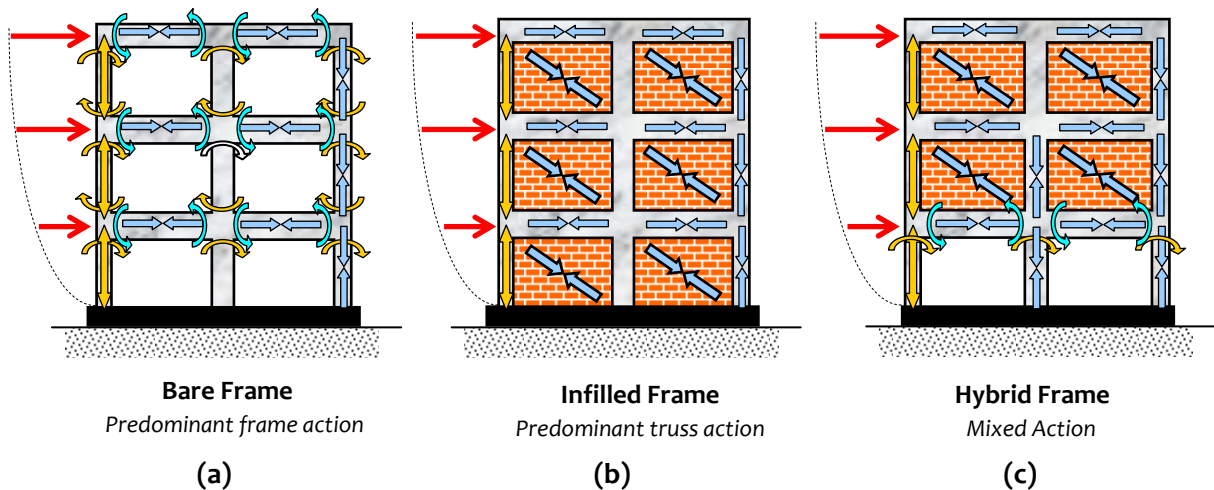 Bare Frame
Predominant frame action
(a)
Infilled Frame
Predominant truss action
(b)
Hybrid Frame
Mixed Action
(c)